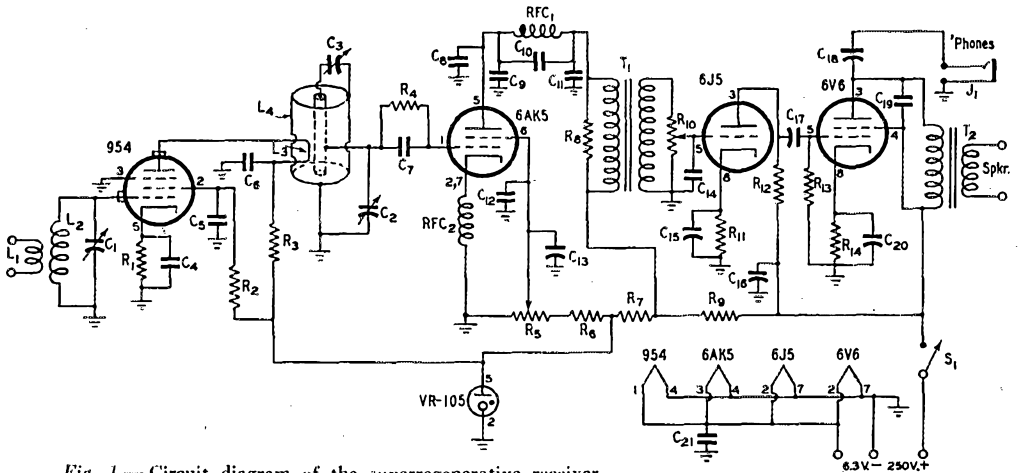 RFC1
C3
C8
C10
C9
C11
T1
6J5
C18
'Phones
J1
6V6
C19
R4
L4
6AK5
954
L3
C6
C7
R8
R10
C17
T2
Spkr.
3
2
5
1
6
2,7
3
5
8
3
5
4
8
L2
L1
C1
C5
C2
C12
RFC2
C14
R12
R13
R1
C4
R3
C13
C15
R11
R14
C20
R2
C16
R5
R6
R7
R9
S1
VR-105
5
2
954
6AK5
6J5
6V6
1
4
3
4
2
7
2
7
C21
6.3 V. - 250V. +
Fig. 1 — Circuit diagram of the superregenerative receiver.